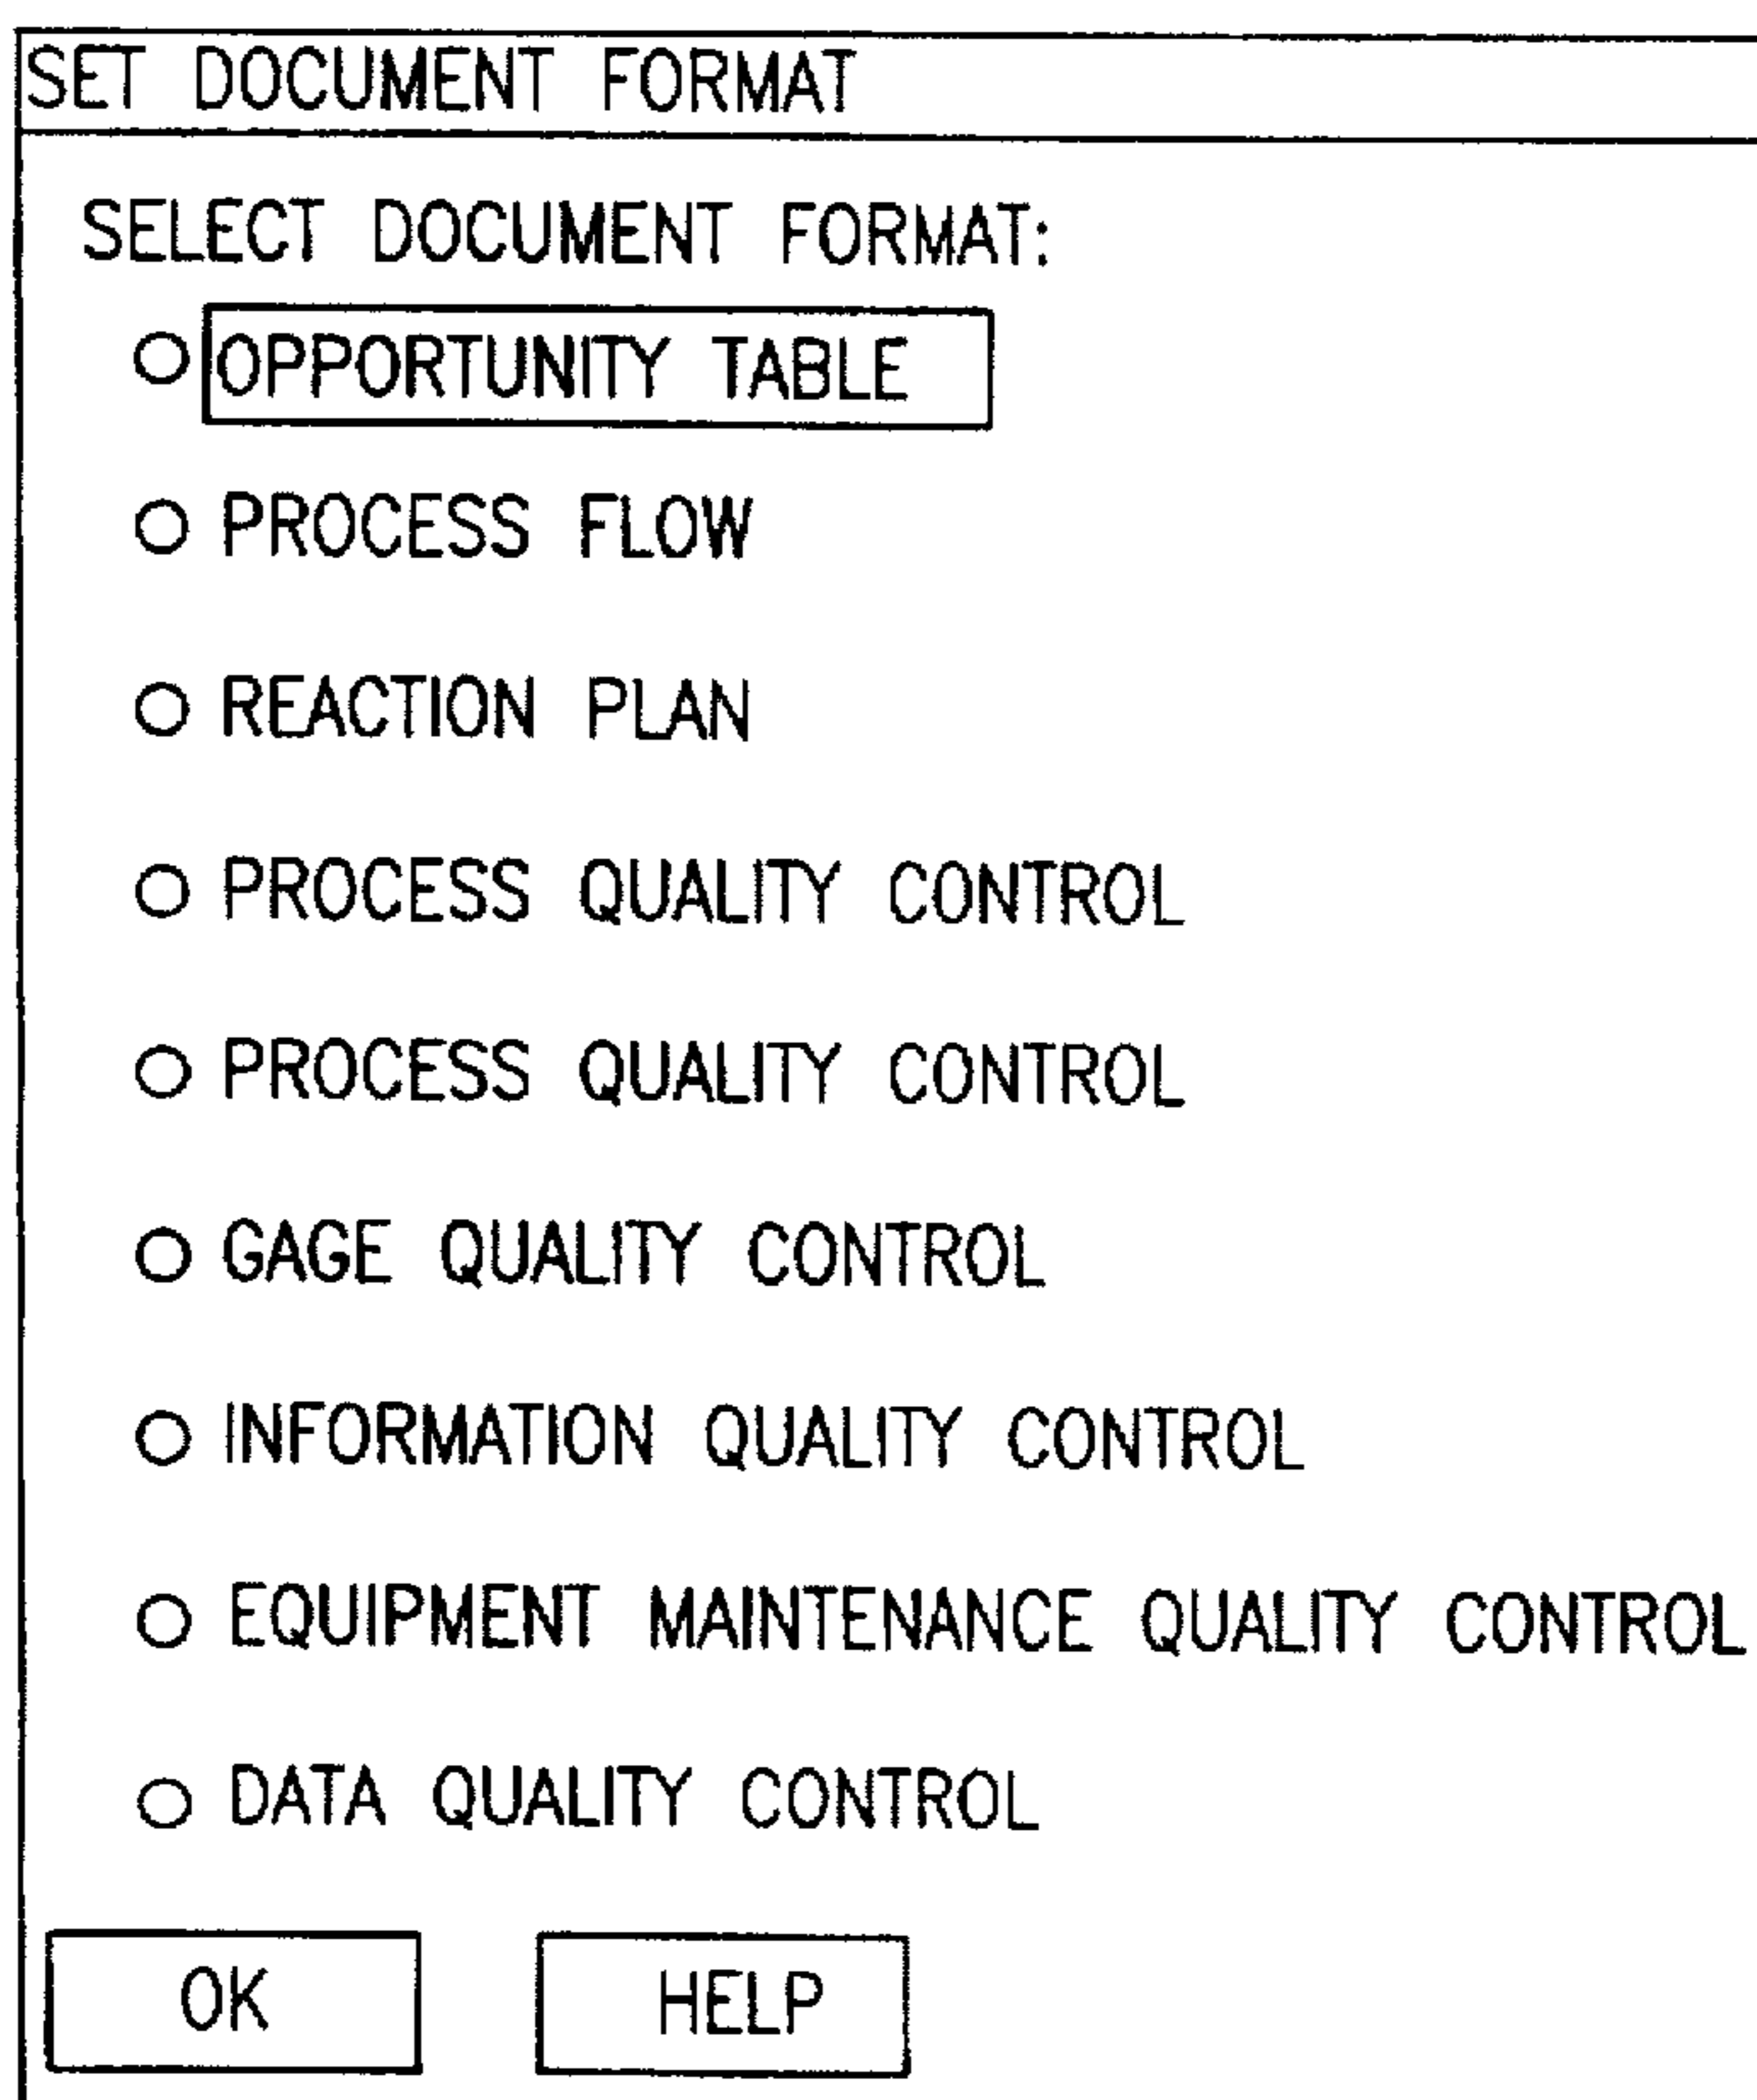 SET DOCUMENT FORMAT
SELECT DOCUMENT FORMAT:
OPPORTUNITY TABLE
PROCESS FLOW
REACTION PLAN
PROCESS QUALITY CONTROL
PROCESS QUALITY CONTROL
GAGE QUALITY CONTROL
INFORMATION QUALITY CONTROL
EQUIPMENT MAINTENANCE QUALITY CONTROL
DATA QUALITY CONTROL
OK HELP